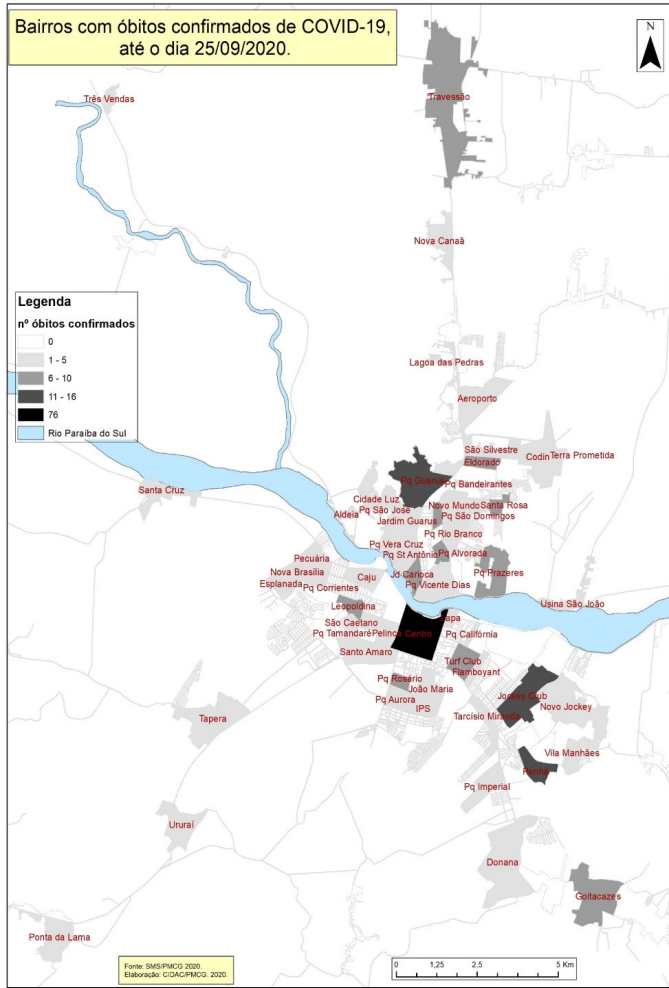 Bairros com óbitos confirmados de COVID-19,
até o dia 25/09/2020.
N
Três Vendas
Travessão
Nova Canaã
Legenda
nº óbitos confirmados
0
1 - 5
6 - 10
11 - 16
76
Rio Paraíba do Sul
Lagoa das Pedras
Aeroporto
São Silvestre
Eldorado
Codin
Terra Prometida
Pq Guarus
Pq Bandeirantes
Santa Cruz
Cidade Luz
Novo Mundo
Santa Rosa
Aldeia
Pq São José
Pq São Domingos
Jardim Guarus
Pq Rio Branco
Pq Vera Cruz
Pecuária
Pq St Antônio
Pq Alvorada
Nova Brasília
Jd Carioca
Pq Prazeres
Esplanada
Pq Corrientes
Caju
Pq Vicente Dias
Leopoldina
Usina São João
São Caetano
Lapa
Pq Tamandaré
Pelinca
Centro
Pq Califórnia
Santo Amaro
Turf Club
Flamboyant
Pq Rosário
João Maria
Jockey Club
Pq Aurora
IPS
Novo Jockey
Tapera
Tarcísio Miranda
Vila Manhães
Penha
Pq Imperial
Ururaí
Donana
Goitacazes
Ponta da Lama
Fonte: SMS/PMCG 2020.
Elaboração: CIDAC/PMCG. 2020.
0 1,25 2,5 5 Km